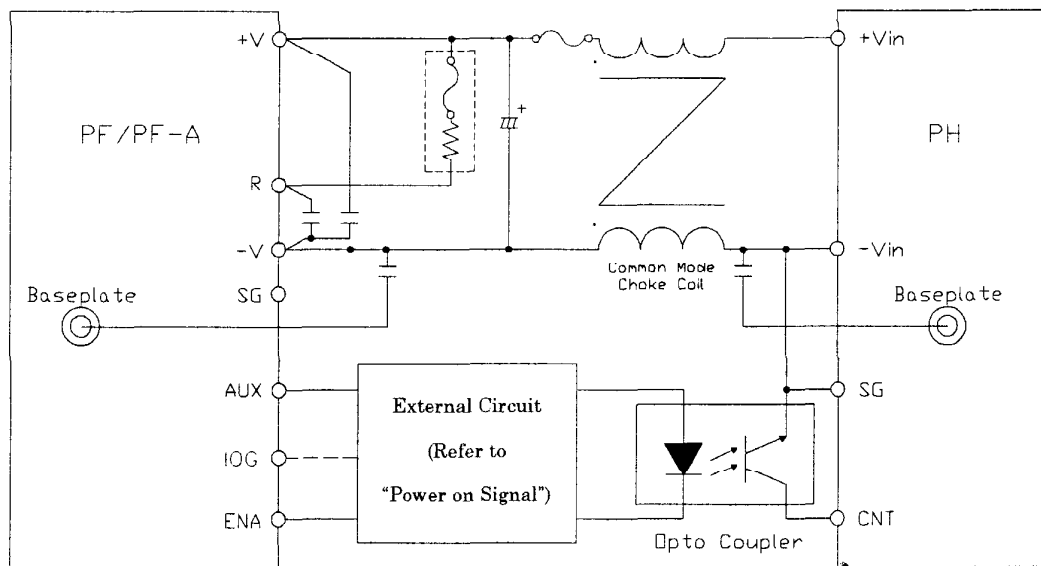 +V
+Vin
PF/PF-A
PH
R
-V
-Vin
Common Mode
Choke Coil
SG
Baseplate
Baseplate
+
AUX
SG
External Circuit
(Refer to
"Power on Signal")
IOG
ENA
CNT
Opto Coupler